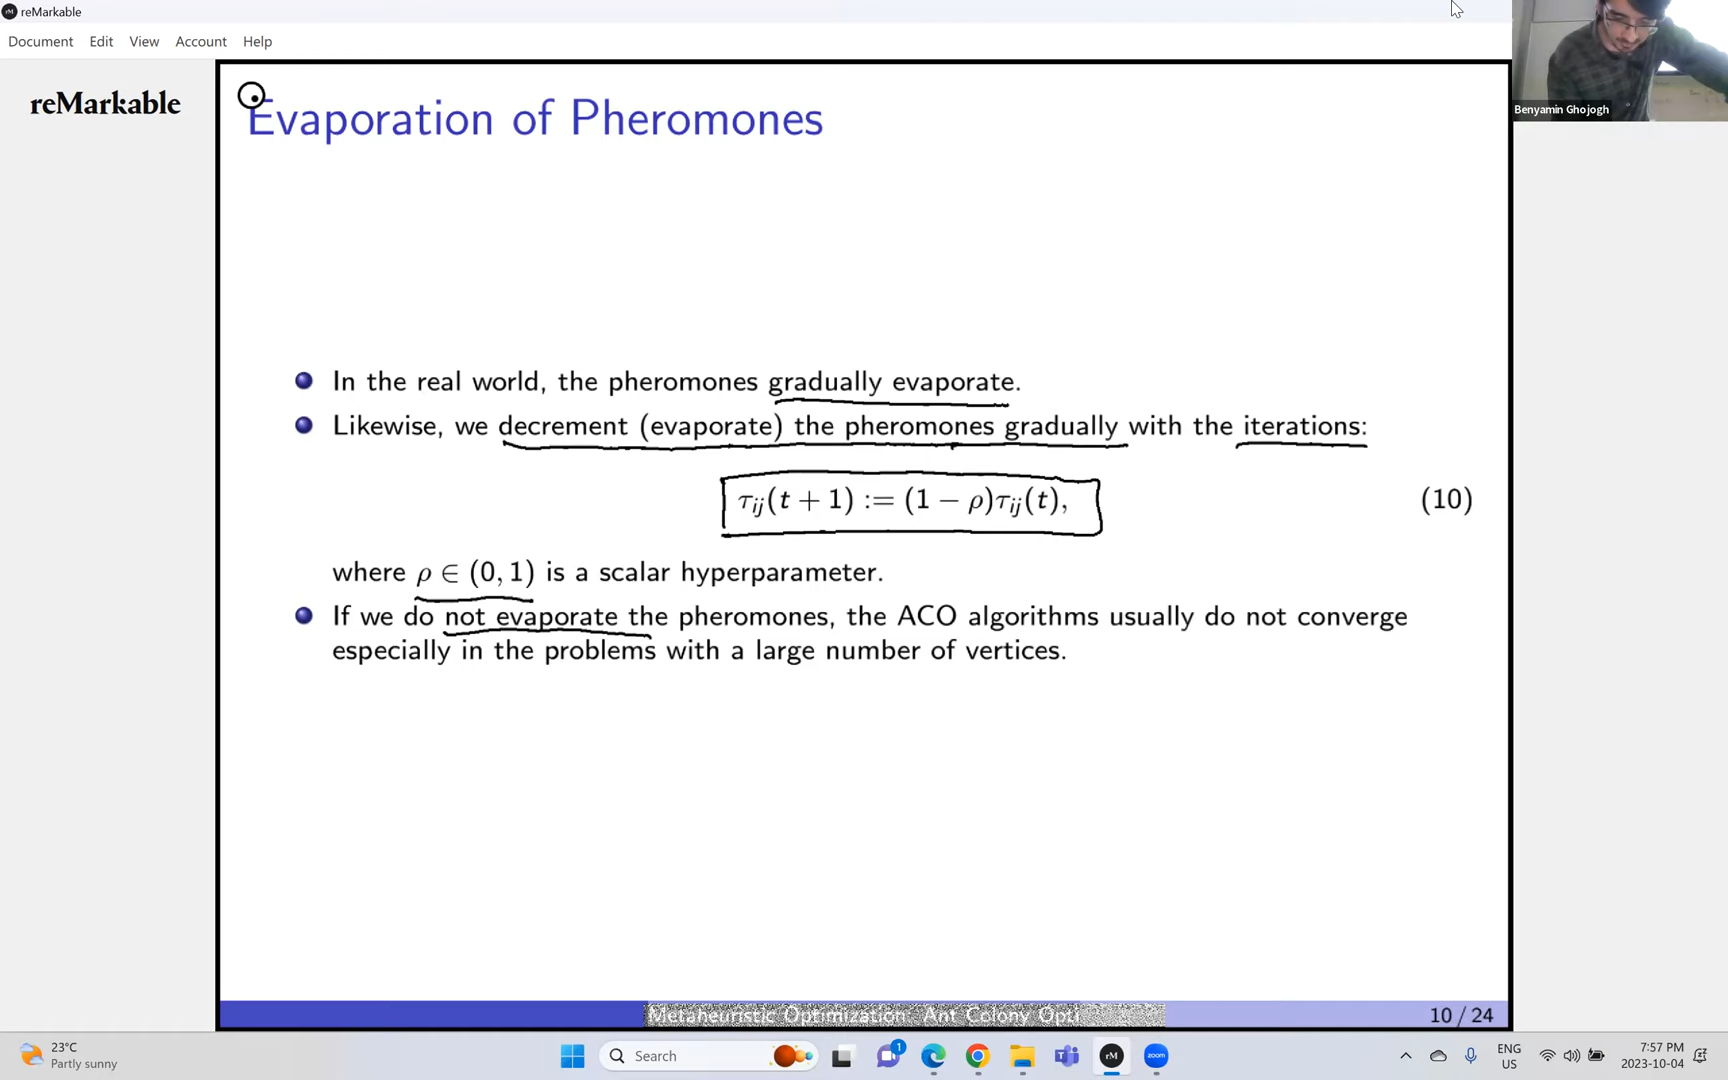 reMarkable
Document Edit View Account Help
reMarkable
Benyamin Ghojogh
Evaporation of Pheromones
In the real world, the pheromones gradually evaporate.
Likewise, we decrement (evaporate) the pheromones gradually with the iterations:
τij(t + 1) := (1 − ρ)τij(t), (10)
where ρ ∈ (0, 1) is a scalar hyperparameter.
If we do not evaporate the pheromones, the ACO algorithms usually do not converge
especially in the problems with a large number of vertices.
Metaheuristic Optimization: Ant Colony Opti
10 / 24
23°C
Partly sunny
Search
1
rM
zoom
ENG
US
7:57 PM
2023-10-04